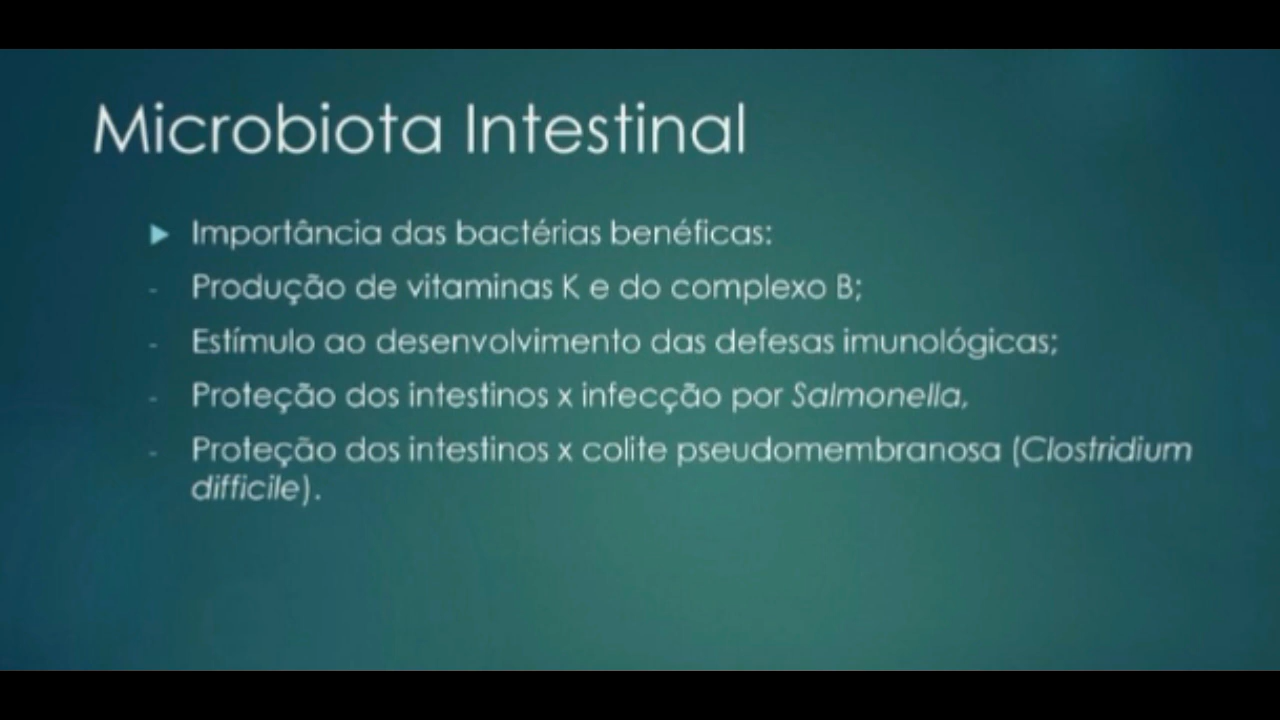 Microbiota Intestinal
▶ Importância das bactérias benéficas:
- Produção de vitaminas K e do complexo B;
- Estímulo ao desenvolvimento das defesas imunológicas;
- Proteção dos intestinos x infecção por Salmonella,
- Proteção dos intestinos x colite pseudomembranosa (Clostridium
difficile).